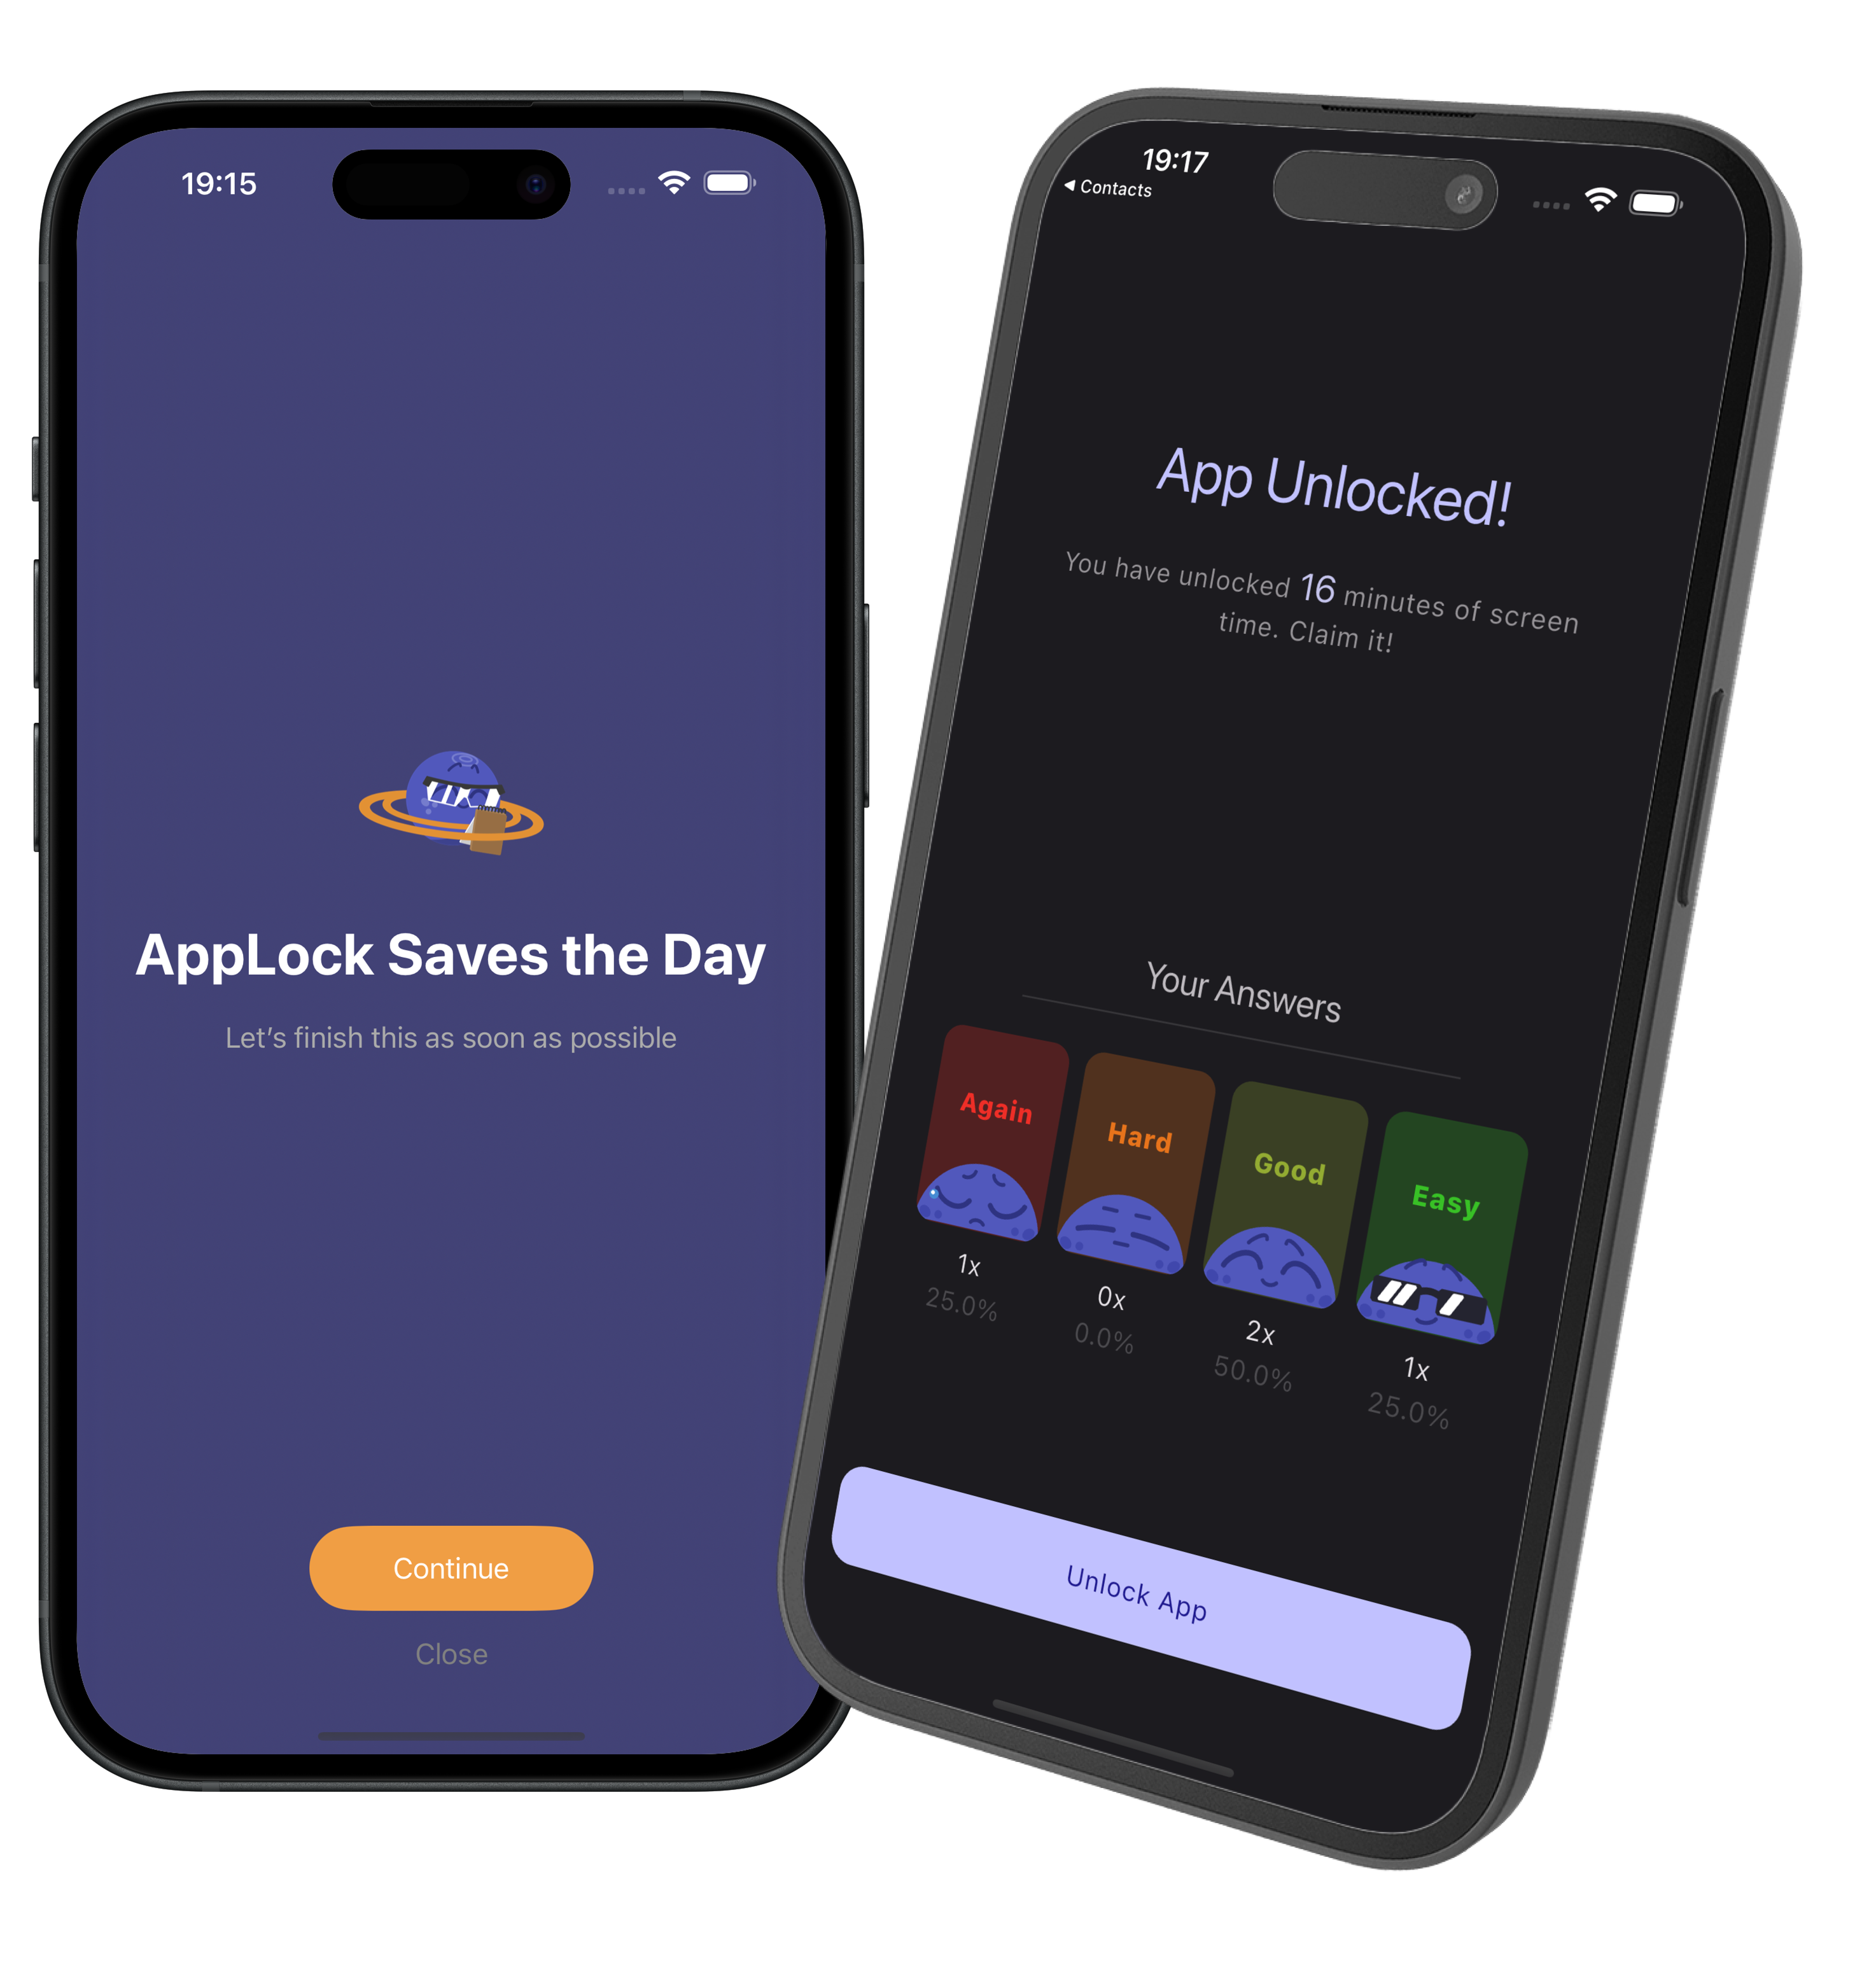 19:15
AppLock Saves the Day
Let’s finish this as soon as possible
Continue
Close
19:17
◀ Contacts
App Unlocked!
You have unlocked 16 minutes of screen
time. Claim it!
Your Answers
Again
Hard
Good
Easy
1x
0x
2x
1x
25.0%
0.0%
50.0%
25.0%
Unlock App